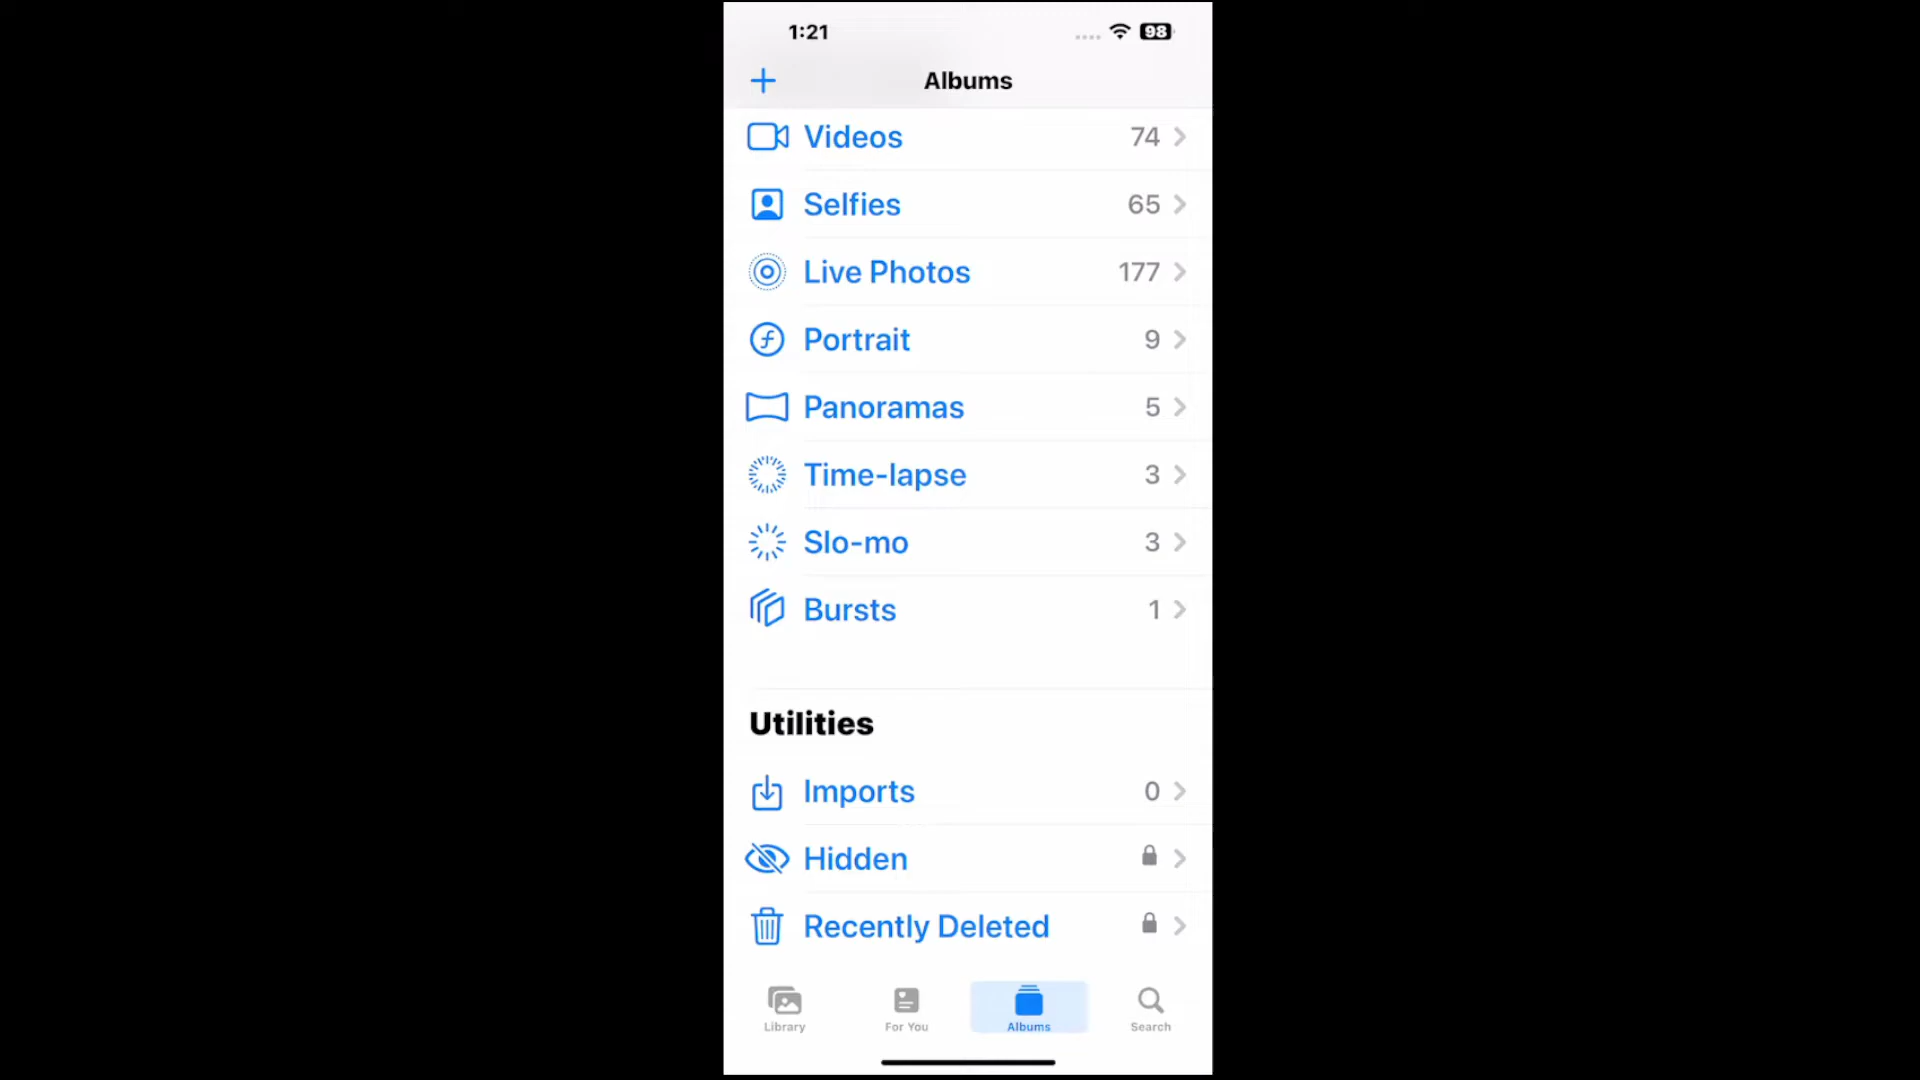 1:21
98
Albums
Videos 74
Selfies 65
Live Photos 177
Portrait 9
Panoramas 5
Time-lapse 3
Slo-mo 3
Bursts 1
Utilities
Imports 0
Hidden
Recently Deleted
Library For You Albums Search